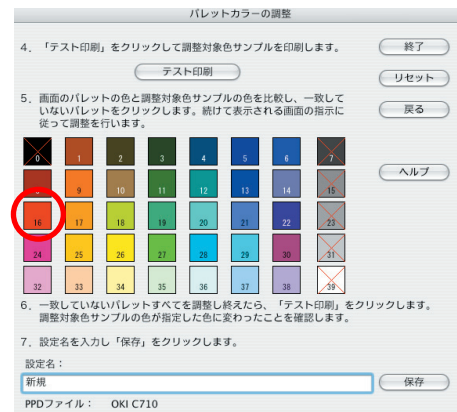 パレットカラーの調整
4．「テスト印刷」をクリックして調整対象色サンプルを印刷します。
終了
テスト印刷
リセット
5．画面のパレットの色と調整対象色サンプルの色を比較し、一致して
いないパレットをクリックします。続けて表示される画面の指示に
従って調整を行います。
戻る
0 1 2 3 4 5 6 7
ヘルプ
8 9 10 11 12 13 14 15
16 17 18 19 20 21 22 23
24 25 26 27 28 29 30 31
32 33 34 35 36 37 38 39
6．一致していないパレットすべてを調整し終えたら、「テスト印刷」をクリックします。
調整対象色サンプルの色が指定した色に変わったことを確認します。
7．設定名を入力し「保存」をクリックします。
設定名：
新規
保存
PPDファイル： OKI C710